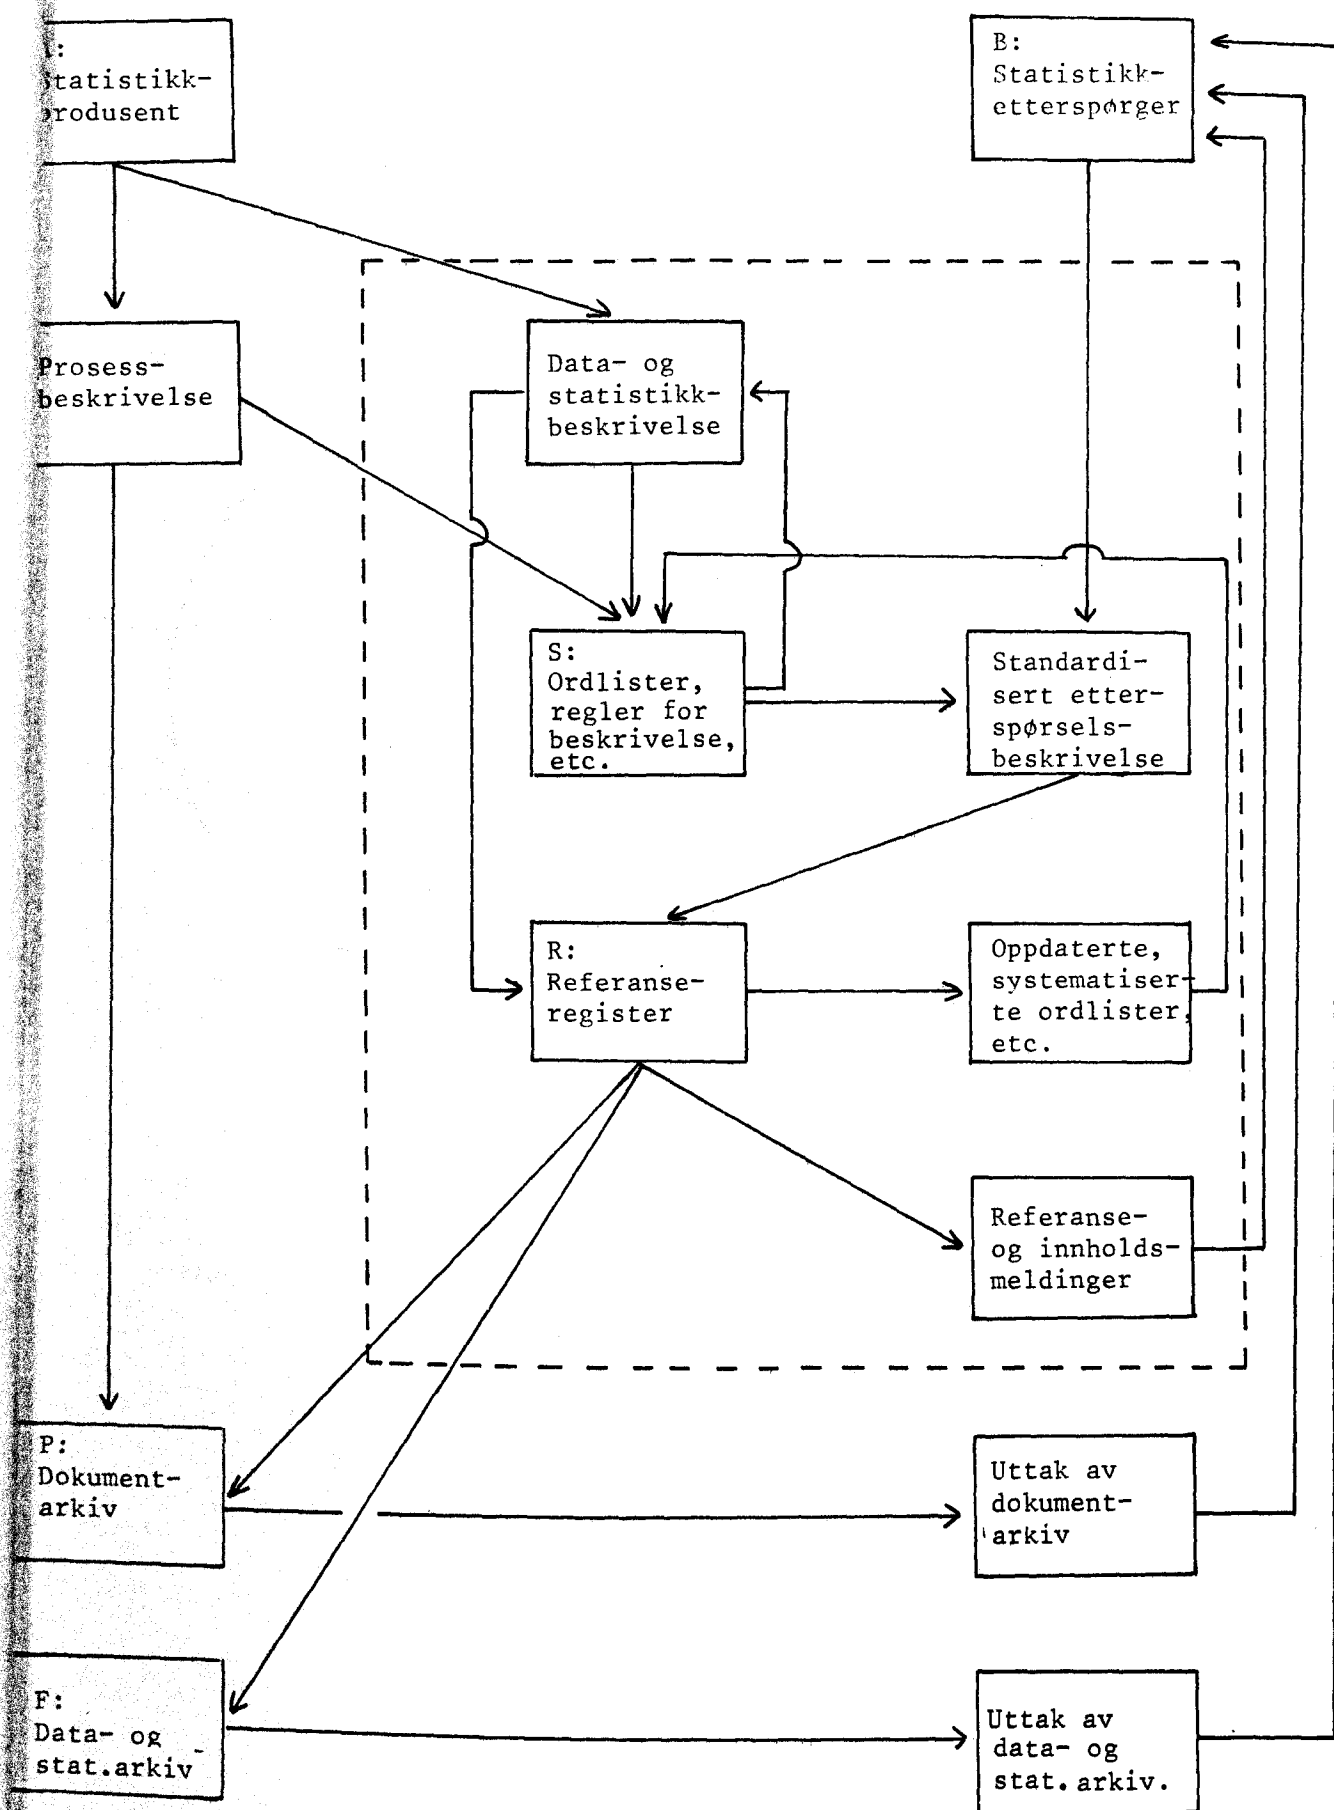 B:
Statistikk-
etterspørger
tatistikk-
rodusent
Prosess-
beskrivelse
Data- og
statistikk-
beskrivelse
S:
Ordlister,
regler for
beskrivelse,
etc.
Standardi-
sert etter-
spørsels-
beskrivelse
R:
Referanse-
register
Oppdaterte,
systematiser-
te ordlister,
etc.
Referanse-
og innholds-
meldinger
P:
Dokument-
arkiv
Uttak av
dokument-
arkiv
F:
Data- og
stat.arkiv
Uttak av
data- og
stat. arkiv.